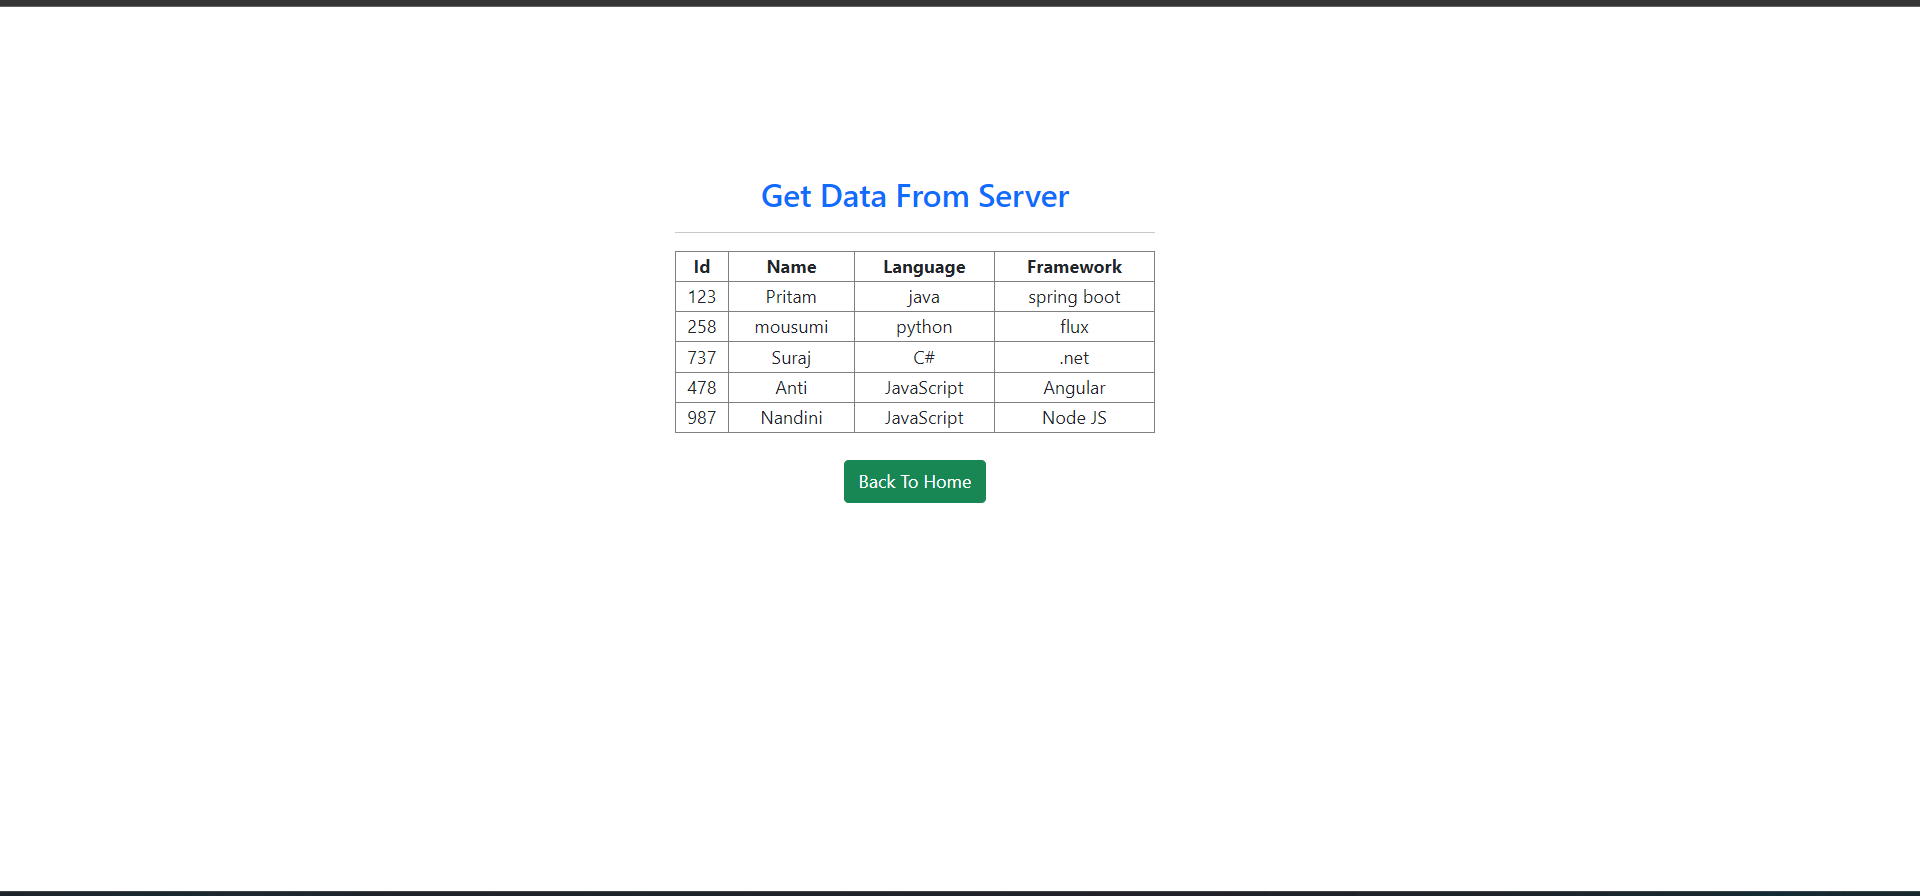 Get Data From Server
Id Name Language Framework
123 Pritam java spring boot
258 mousumi python flux
737 Suraj C# .net
478 Anti JavaScript Angular
987 Nandini JavaScript Node JS
Back To Home